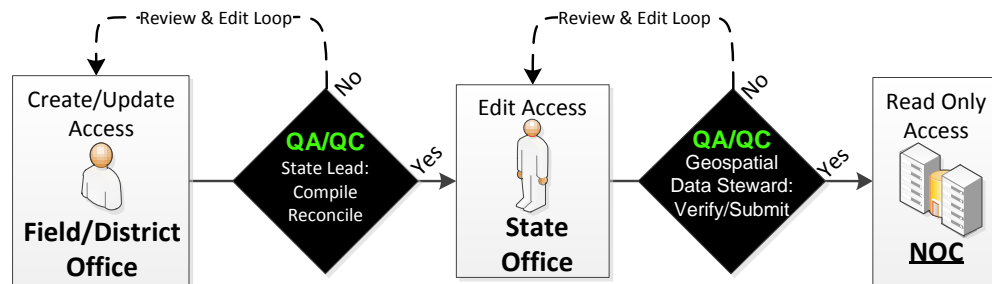 Review & Edit Loop
Review & Edit Loop
Create/Update
Access
Field/District
Office
No
QA/QC
State Lead:
Compile
Reconcile
Yes
Edit Access
State
Office
No
QA/QC
Geospatial
Data Steward:
Verify/Submit
Yes
Read Only
Access
NOC